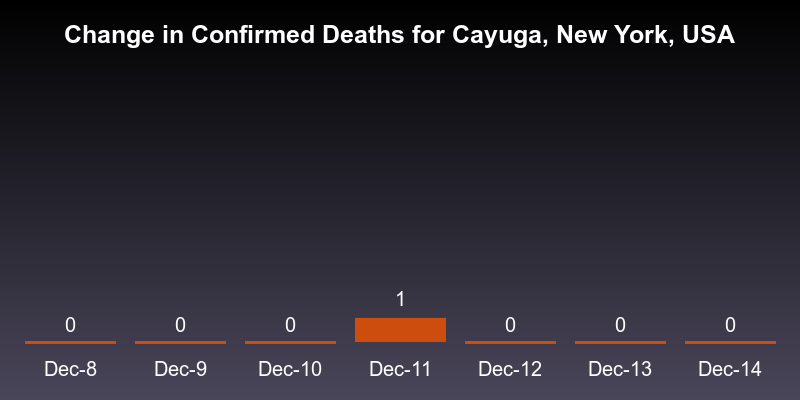 Change in Confirmed Deaths for Cayuga, New York, USA
1
0 0 0 0 0 0
Dec-8 Dec-9 Dec-10 Dec-11 Dec-12 Dec-13 Dec-14